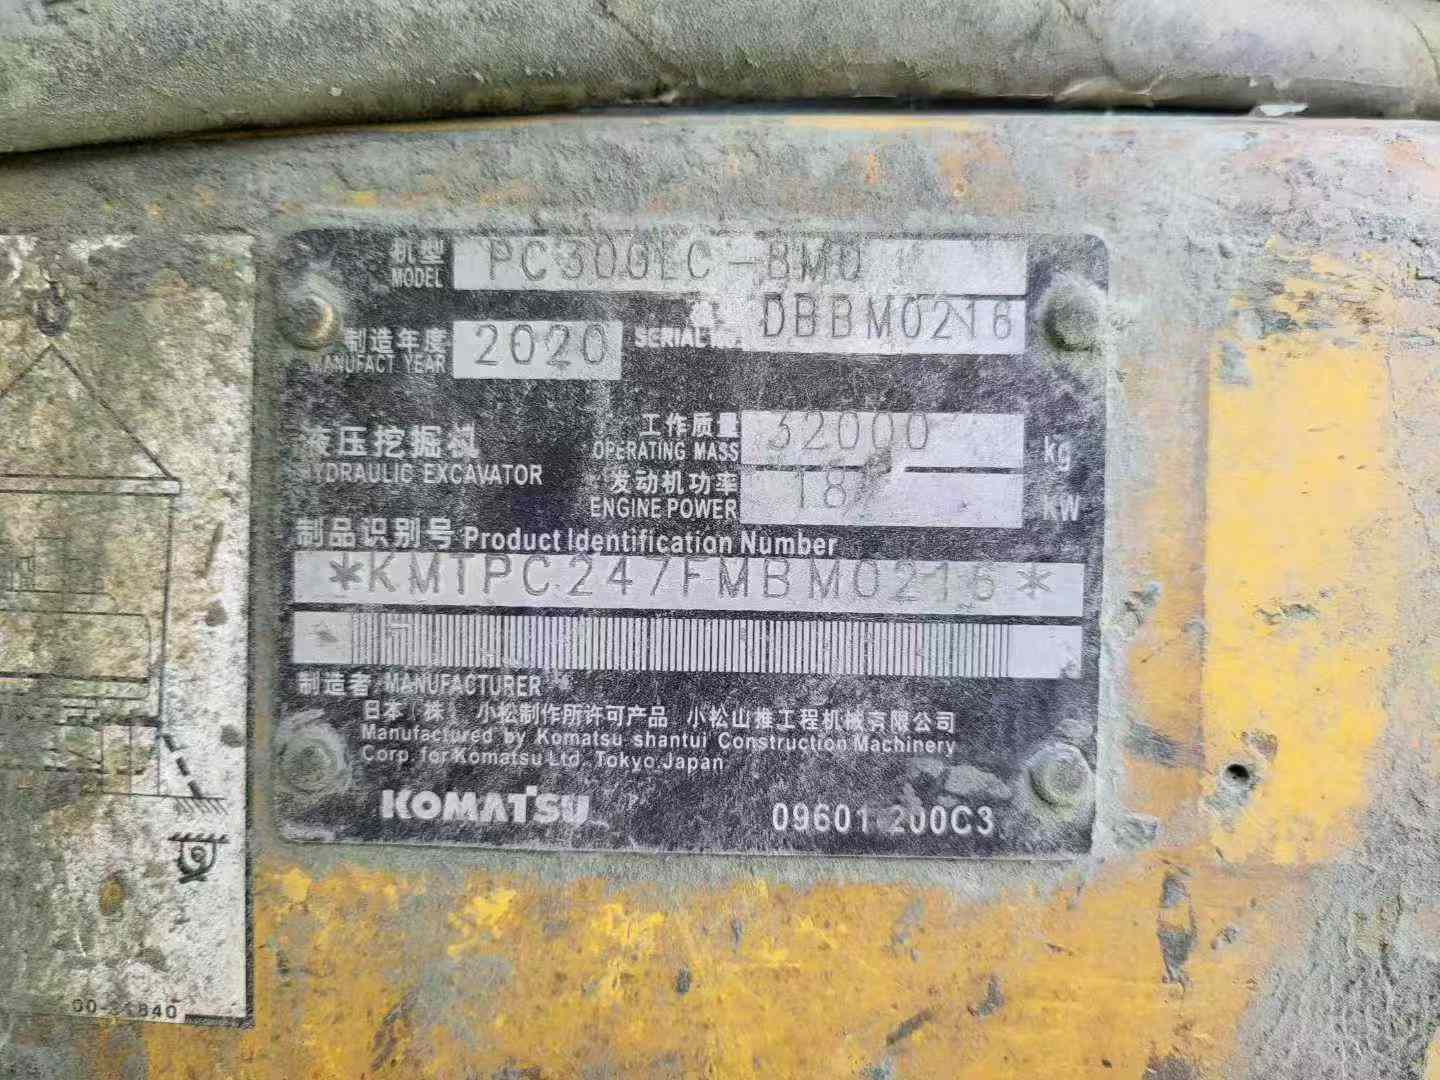 机型 PC300LC-8M0
MODEL
制造年度 2020 SERIAL No. DBBM0216
MANUFACT YEAR
工作质量 32000 kg
OPERATING MASS
液压挖掘机
HYDRAULIC EXCAVATOR
发动机功率 kW
ENGINE POWER
制品识别号 Product Identification Number
*KMTPC247FMBM0216*
制造者 MANUFACTURER
日本(株)小松制作所许可产品 小松山推工程机械有限公司
Manufactured by Komatsu shantui Construction Machinery
Corp. for Komatsu Ltd. Tokyo Japan
KOMATSU
09601 200C3